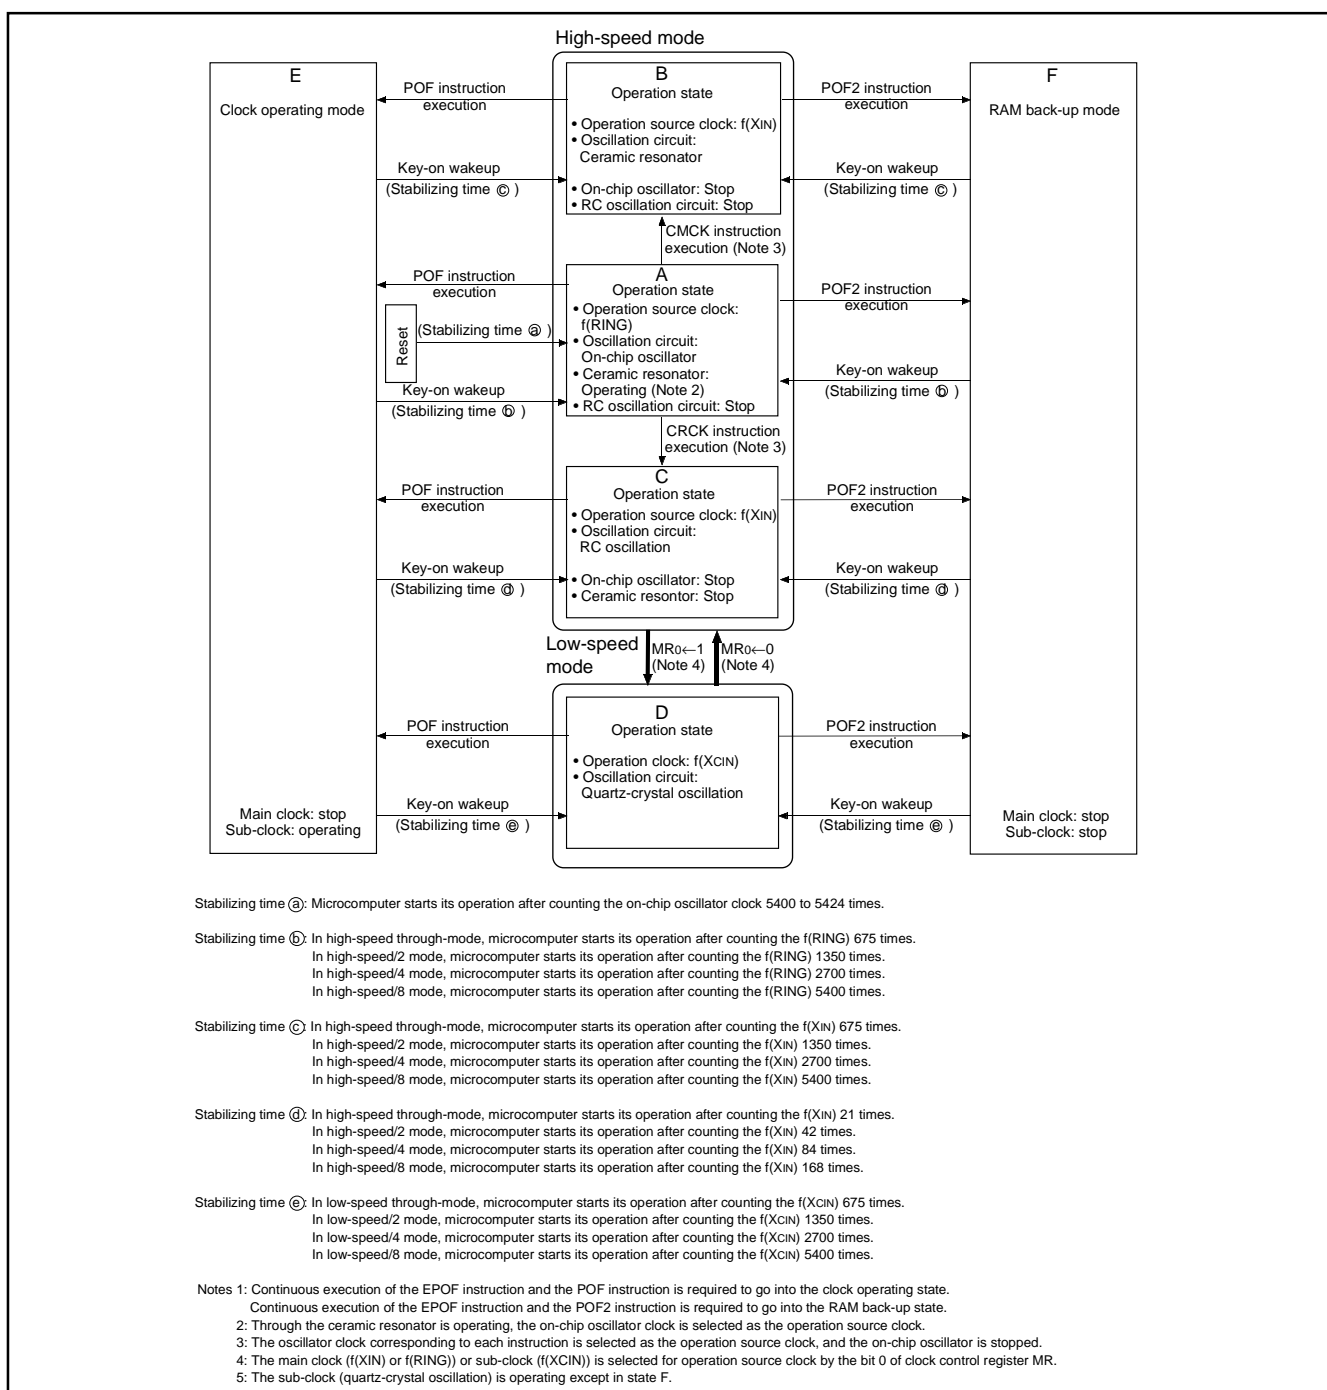 High-speed mode
E
Clock operating mode
Main clock: stop
Sub-clock: operating
POF instruction
execution
Key-on wakeup
(Stabilizing time ⓒ )
B
Operation state
• Operation source clock: f(XIN)
• Oscillation circuit:
Ceramic resonator
• On-chip oscillator: Stop
• RC oscillation circuit: Stop
POF2 instruction
execution
Key-on wakeup
(Stabilizing time ⓒ )
F
RAM back-up mode
Main clock: stop
Sub-clock: stop
CMCK instruction
execution (Note 3)
POF instruction
execution
Reset
(Stabilizing time ⓐ )
Key-on wakeup
(Stabilizing time ⓑ )
A
Operation state
• Operation source clock:
f(RING)
• Oscillation circuit:
On-chip oscillator
• Ceramic resonator:
Operating (Note 2)
• RC oscillation circuit: Stop
POF2 instruction
execution
Key-on wakeup
(Stabilizing time ⓑ )
CRCK instruction
execution (Note 3)
POF instruction
execution
Key-on wakeup
(Stabilizing time ⓓ )
C
Operation state
• Operation source clock: f(XIN)
• Oscillation circuit:
RC oscillation
• On-chip oscillator: Stop
• Ceramic resontor: Stop
POF2 instruction
execution
Key-on wakeup
(Stabilizing time ⓓ )
Low-speed
mode
MR0←1
(Note 4)
MR0←0
(Note 4)
POF instruction
execution
Key-on wakeup
(Stabilizing time ⓔ )
D
Operation state
• Operation clock: f(XCIN)
• Oscillation circuit:
Quartz-crystal oscillation
POF2 instruction
execution
Key-on wakeup
(Stabilizing time ⓔ )
Stabilizing time ⓐ: Microcomputer starts its operation after counting the on-chip oscillator clock 5400 to 5424 times.
Stabilizing time ⓑ: In high-speed through-mode, microcomputer starts its operation after counting the f(RING) 675 times.
In high-speed/2 mode, microcomputer starts its operation after counting the f(RING) 1350 times.
In high-speed/4 mode, microcomputer starts its operation after counting the f(RING) 2700 times.
In high-speed/8 mode, microcomputer starts its operation after counting the f(RING) 5400 times.
Stabilizing time ⓒ: In high-speed through-mode, microcomputer starts its operation after counting the f(XIN) 675 times.
In high-speed/2 mode, microcomputer starts its operation after counting the f(XIN) 1350 times.
In high-speed/4 mode, microcomputer starts its operation after counting the f(XIN) 2700 times.
In high-speed/8 mode, microcomputer starts its operation after counting the f(XIN) 5400 times.
Stabilizing time ⓓ: In high-speed through-mode, microcomputer starts its operation after counting the f(XIN) 21 times.
In high-speed/2 mode, microcomputer starts its operation after counting the f(XIN) 42 times.
In high-speed/4 mode, microcomputer starts its operation after counting the f(XIN) 84 times.
In high-speed/8 mode, microcomputer starts its operation after counting the f(XIN) 168 times.
Stabilizing time ⓔ: In low-speed through-mode, microcomputer starts its operation after counting the f(XCIN) 675 times.
In low-speed/2 mode, microcomputer starts its operation after counting the f(XCIN) 1350 times.
In low-speed/4 mode, microcomputer starts its operation after counting the f(XCIN) 2700 times.
In low-speed/8 mode, microcomputer starts its operation after counting the f(XCIN) 5400 times.
Notes 1: Continuous execution of the EPOF instruction and the POF instruction is required to go into the clock operating state.
Continuous execution of the EPOF instruction and the POF2 instruction is required to go into the RAM back-up state.
2: Through the ceramic resonator is operating, the on-chip oscillator clock is selected as the operation source clock.
3: The oscillator clock corresponding to each instruction is selected as the operation source clock, and the on-chip oscillator is stopped.
4: The main clock (f(XIN) or f(RING)) or sub-clock (f(XCIN)) is selected for operation source clock by the bit 0 of clock control register MR.
5: The sub-clock (quartz-crystal oscillation) is operating except in state F.